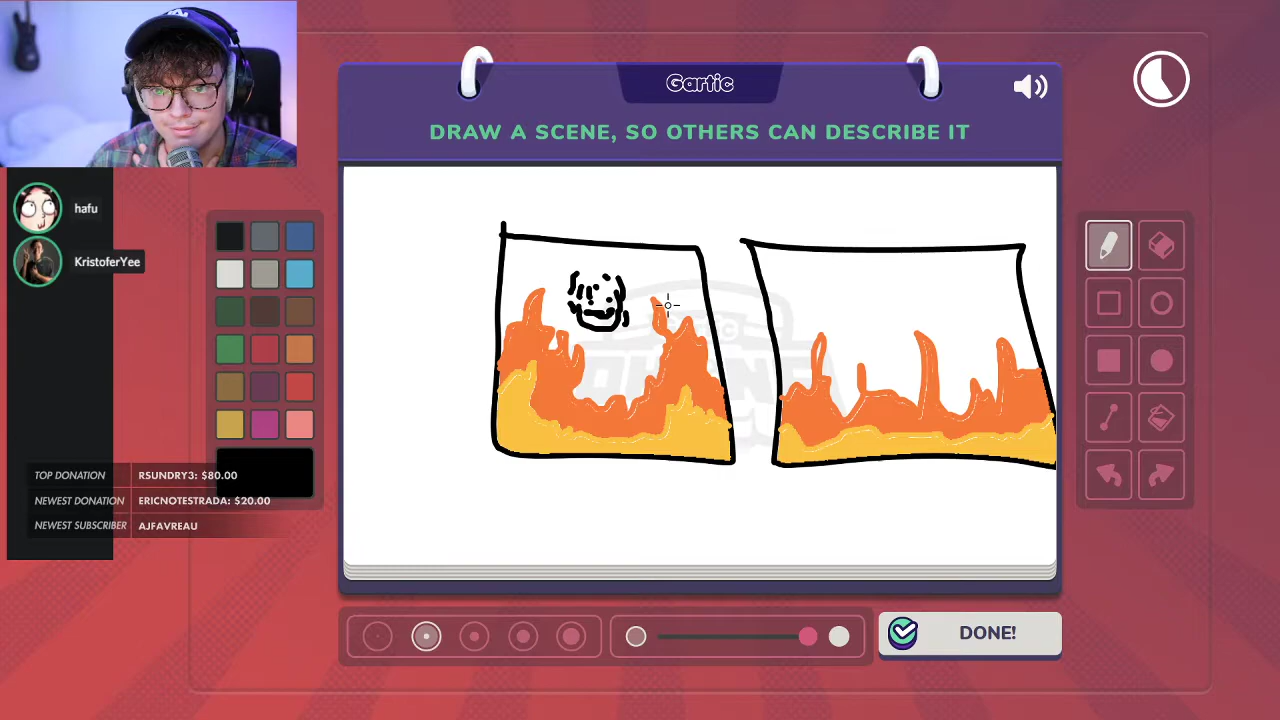 Gartic
DRAW A SCENE, SO OTHERS CAN DESCRIBE IT
hafu
KristoferYee
TOP DONATION RSUNDRY3: $80.00
NEWEST DONATION ERICNOTESTRADA: $20.00
NEWEST SUBSCRIBER AJFAVREAU
DONE!